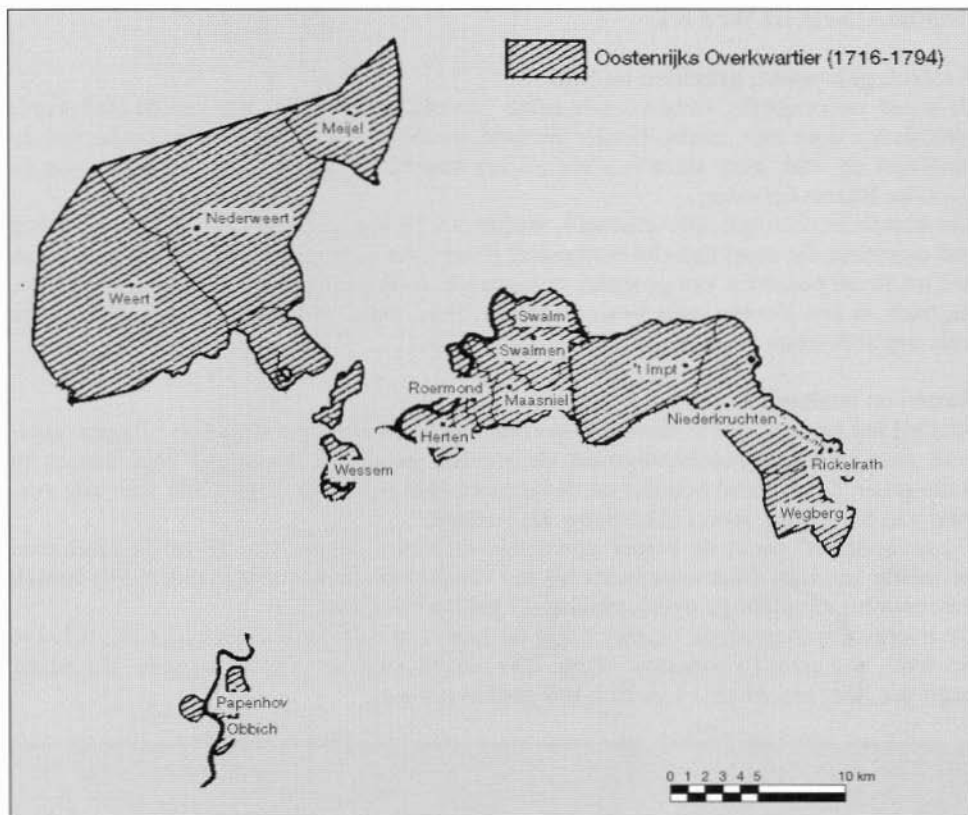 Oostenrijks Overkwartier (1716-1794)
Meijel
Nederweert
Weert
Swalm
Swalmen
't Impt
Roermond
Maasniel
Niederkruchten
Herten
Rickelrath
Wessem
Wegberg
Papenhov
Obbich
0 1 2 3 4 5 10 km